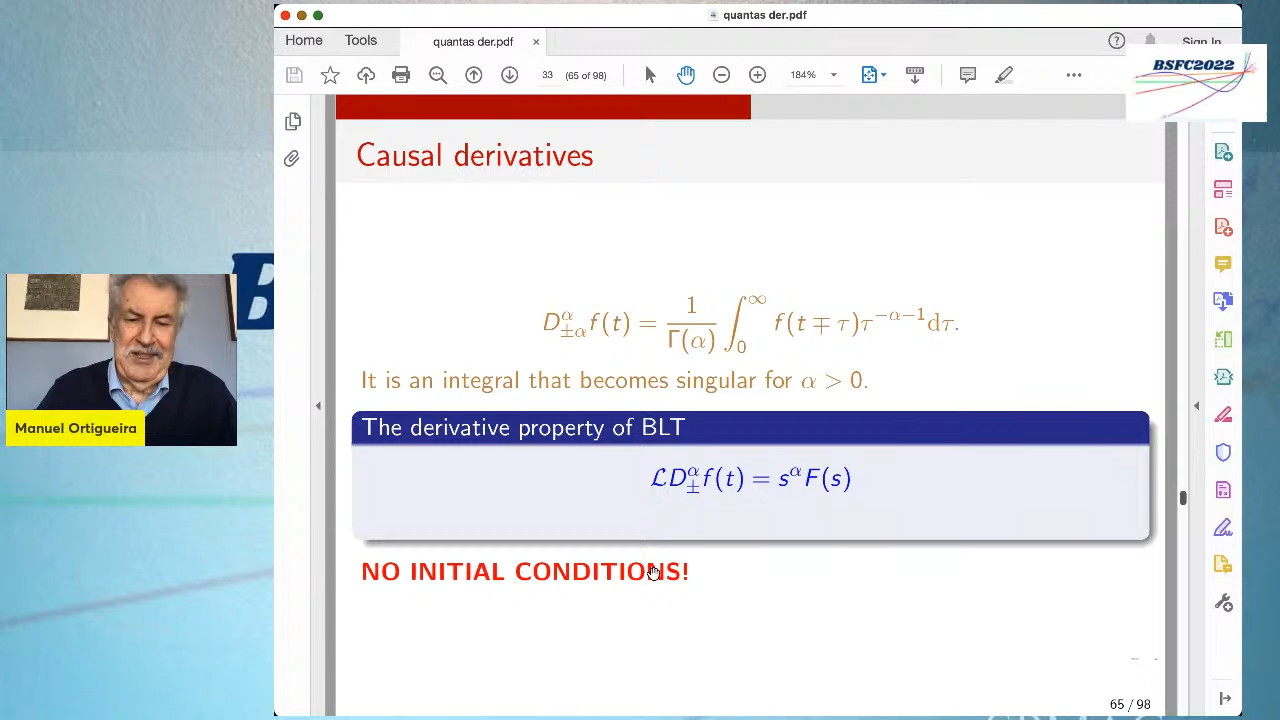 quantas der.pdf
Home
Tools
quantas der.pdf
×
Sign In
(65 of 98)
184%
BSFC2022
Causal derivatives
D^α_{±α} f(t) = \frac{1}{Γ(α)} ∫_0^∞ f(t ∓ τ)τ^{−α−1}dτ.
It is an integral that becomes singular for α > 0.
The derivative property of BLT
ℒD^α_± f(t) = s^α F(s)
NO INITIAL CONDITIONS!
65 / 98
Manuel Ortigueira